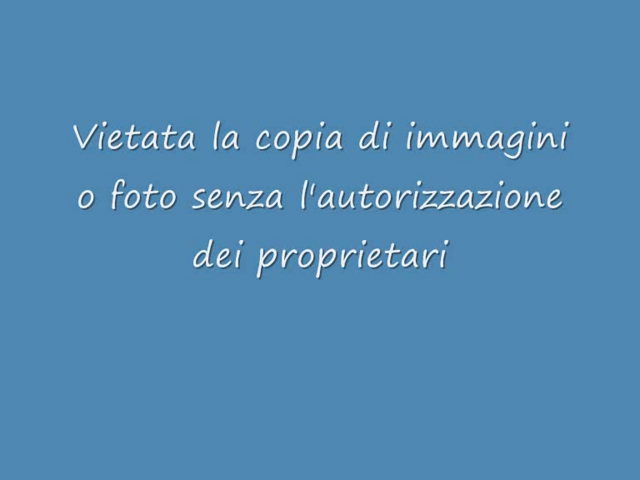 Vietata la copia di immagini
o foto senza l'autorizzazione
dei proprietari